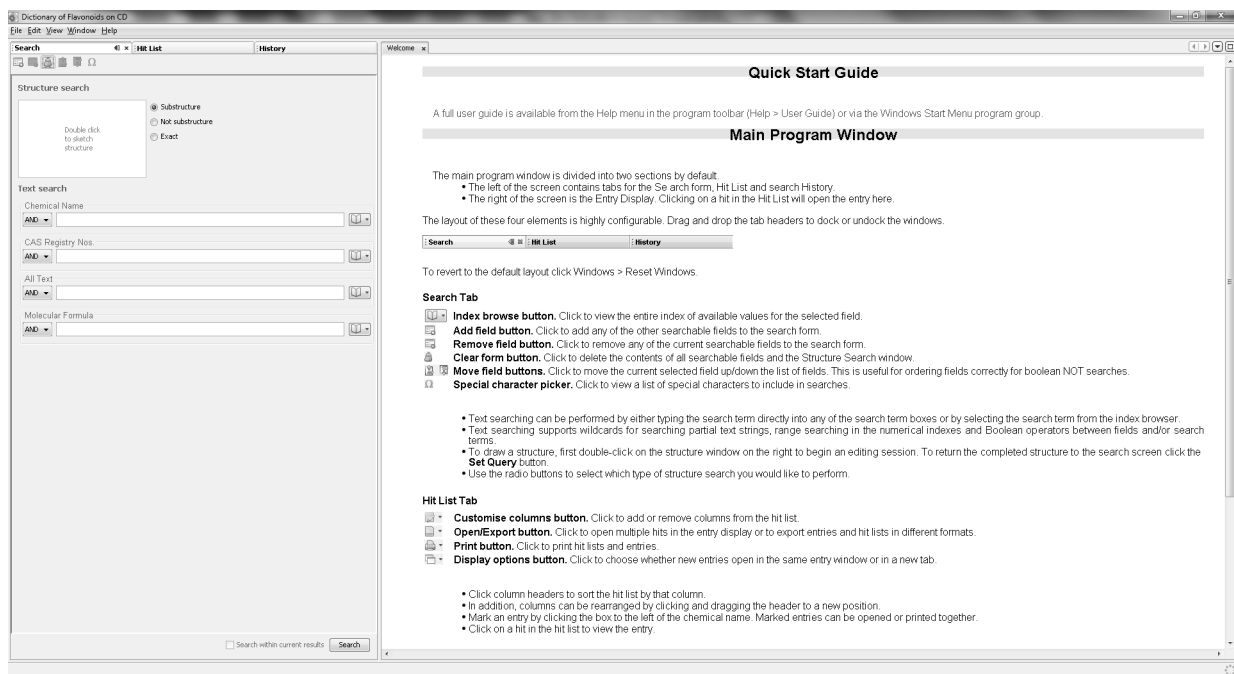 Dictionary of Flavonoids on CD
File Edit View Window Help
Search Hit List History
Structure search
Double click
to sketch
structure
Substructure
Not substructure
Exact
Text search
Chemical Name
AND
CAS Registry Nos.
AND
All Text
AND
Molecular Formula
AND
Search within current results Search
Welcome
Quick Start Guide
A full user guide is available from the Help menu in the program toolbar (Help > User Guide) or via the Windows Start Menu program group.
Main Program Window
The main program window is divided into two sections by default.
• The left of the screen contains tabs for the Se arch form, Hit List and search History.
• The right of the screen is the Entry Display. Clicking on a hit in the Hit List will open the entry here.
The layout of these four elements is highly configurable. Drag and drop the tab headers to dock or undock the windows.
Search Hit List History
To revert to the default layout click Windows > Reset Windows.
Search Tab
Index browse button. Click to view the entire index of available values for the selected field.
Add field button. Click to add any of the other searchable fields to the search form.
Remove field button. Click to remove any of the current searchable fields to the search form.
Clear form button. Click to delete the contents of all searchable fields and the Structure Search window.
Move field buttons. Click to move the current selected field up/down the list of fields. This is useful for ordering fields correctly for boolean NOT searches.
Ω Special character picker. Click to view a list of special characters to include in searches.
• Text searching can be performed by either typing the search term directly into any of the search term boxes or by selecting the search term from the index browser.
• Text searching supports wildcards for searching partial text strings, range searching in the numerical indexes and Boolean operators between fields and/or search
terms.
• To draw a structure, first double-click on the structure window on the right to begin an editing session. To return the completed structure to the search screen click the
Set Query button.
• Use the radio buttons to select which type of structure search you would like to perform.
Hit List Tab
Customise columns button. Click to add or remove columns from the hit list.
Open/Export button. Click to open multiple hits in the entry display or to export entries and hit lists in different formats.
Print button. Click to print hit lists and entries.
Display options button. Click to choose whether new entries open in the same entry window or in a new tab.
• Click column headers to sort the hit list by that column.
• In addition, columns can be rearranged by clicking and dragging the header to a new position.
• Mark an entry by clicking the box to the left of the chemical name. Marked entries can be opened or printed together.
• Click on a hit in the hit list to view the entry.